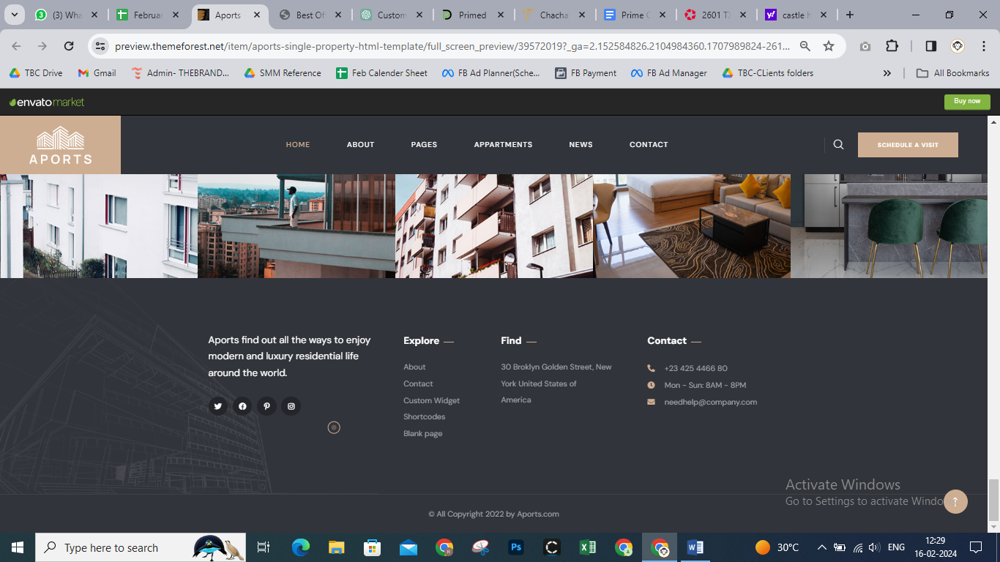 (3) Wha
Februar
Aports
Best Of
Custom
Primed
Chacha
Prime C
2601 TX
castle H
preview.themeforest.net/item/aports-single-property-html-template/full_screen_preview/39572019?_ga=2.152584826.2104984360.1707989824-261...
TBC Drive
Gmail
Admin- THEBRAND...
SMM Reference
Feb Calender Sheet
FB Ad Planner(Sche...
FB Payment
FB Ad Manager
TBC-CLients folders
»
All Bookmarks
envatomarket
Buy now
APORTS
HOME
ABOUT
PAGES
APPARTMENTS
NEWS
CONTACT
SCHEDULE A VISIT
Aports find out all the ways to enjoy
modern and luxury residential life
around the world.
Explore
About
Contact
Custom Widget
Shortcodes
Blank page
Find
30 Broklyn Golden Street, New
York United States of
America
Contact
+23 425 4466 80
Mon - Sun: 8AM - 8PM
needhelp@company.com
Activate Windows
Go to Settings to activate Windo
© All Copyright 2022 by Aports.com
Type here to search
30°C
ENG
12:29
16-02-2024